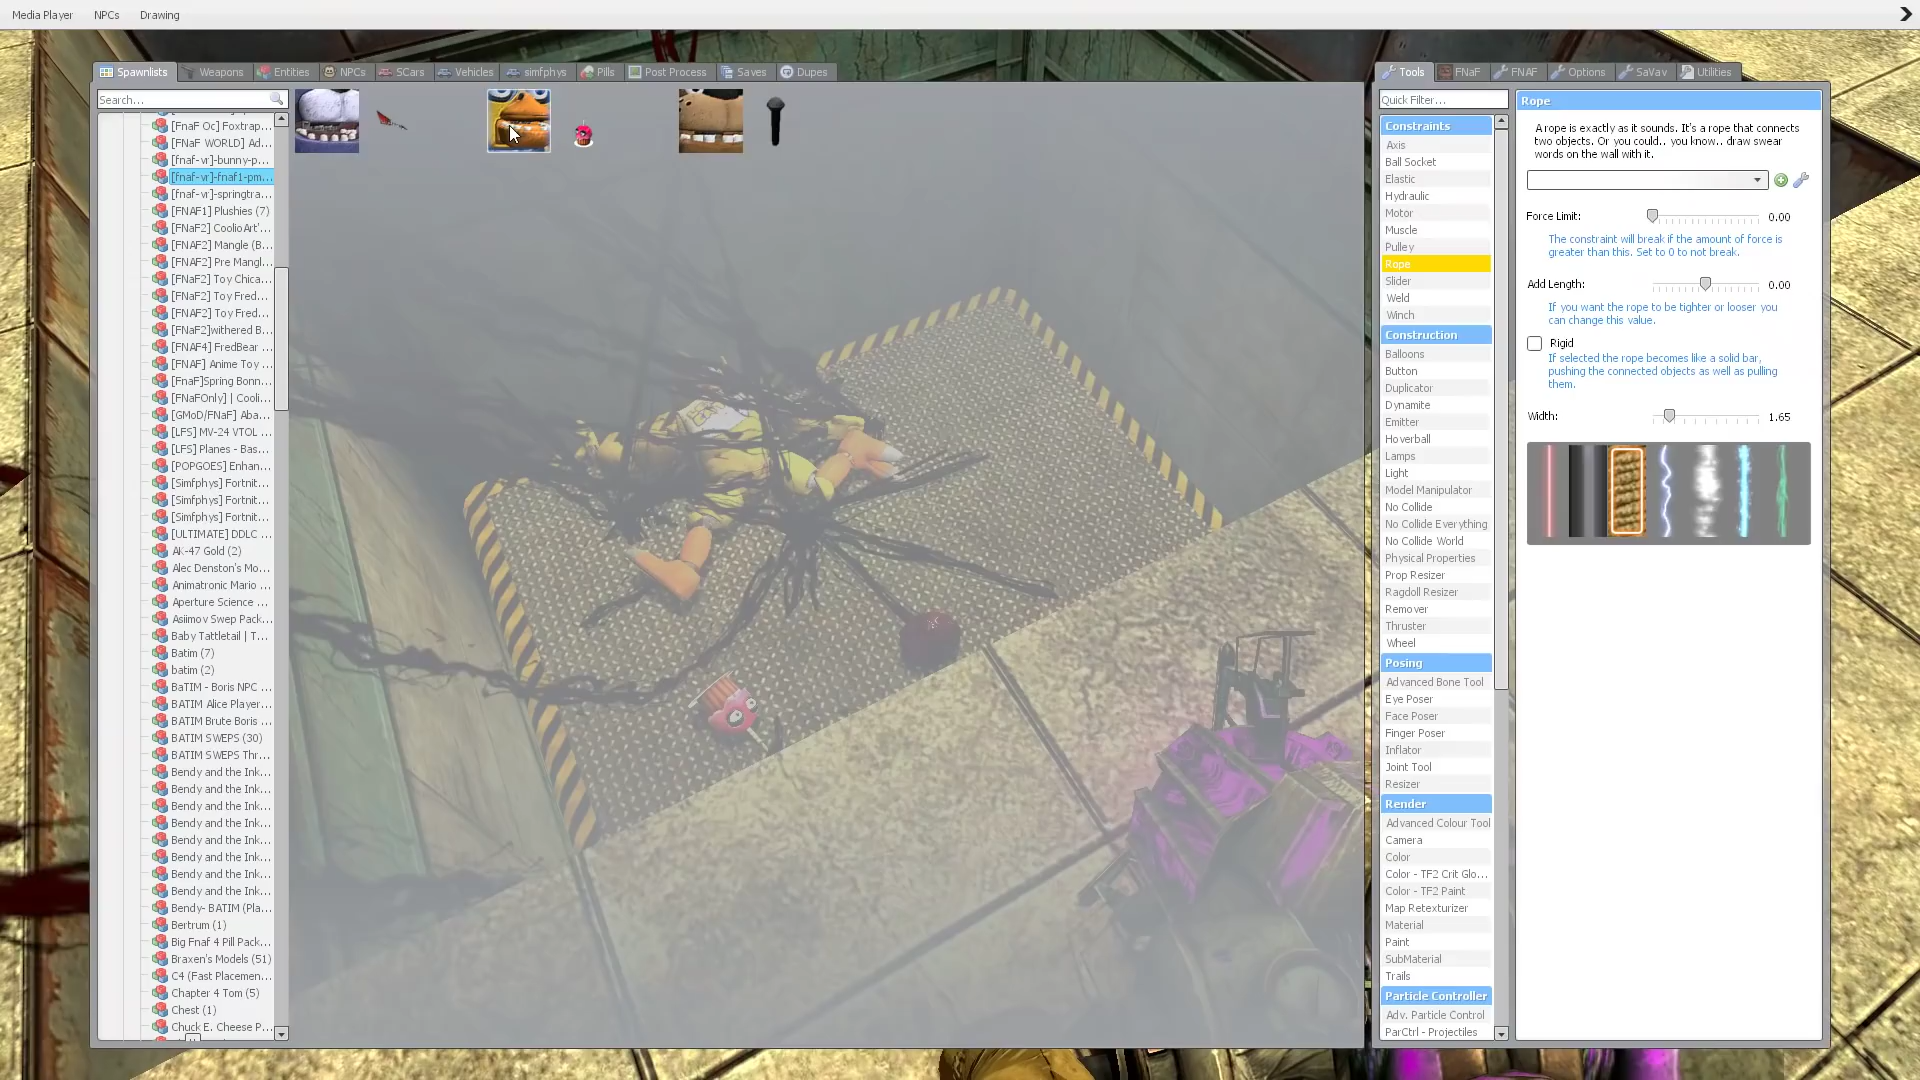 Media Player NPCs Drawing
Spawnlists Weapons Entities NPCs SCars Vehicles simfphys Pills Post Process Saves Dupes
Tools FNaF FNAF Options SaVav Utilities
Search...
[FnaF Oc] Foxtrap...
[FNaF WORLD] Ad...
[fnaf-vr]-bunny-p...
[fnaf-vr]-fnaf1-pm...
[fnaf-vr]-springtra...
[FNAF1] Plushies (7)
[FNaF2] CoolioArt'...
[FNAF2] Mangle (B...
[FNAF2] Pre Mangl...
[FNaF2] Toy Chica...
[FNaF2] Toy Fred...
[FNAF2] Toy Fred...
[FNaF2]withered B...
[FNAF4] FredBear ...
[FNAF] Anime Toy ...
[FnaF]Spring Bonn...
[FNaFOnly] | Cooli...
[GMoD/FNaF] Aba...
[LFS] MV-24 VTOL ...
[LFS] Planes - Bas...
[POPGOES] Enhan...
[Simfphys] Fortnit...
[Simfphys] Fortnit...
[Simfphys] Fortnit...
[ULTIMATE] DDLC ...
AK-47 Gold (2)
Alec Denston's Mo...
Animatronic Mario ...
Aperture Science ...
Asiimov Swep Pack...
Baby Tattletail | T...
Batim (7)
batim (2)
BaTIM - Boris NPC ...
BATIM Alice Player...
BATIM Brute Boris ...
BATIM SWEPS (30)
BATIM SWEPS Thr...
Bendy and the Ink...
Bendy and the Ink...
Bendy and the Ink...
Bendy and the Ink...
Bendy and the Ink...
Bendy and the Ink...
Bendy and the Ink...
Bendy and the Ink...
Bendy- BATIM (Pla...
Bertrum (1)
Big Fnaf 4 Pill Pack...
Braxen's Models (51)
C4 (Fast Placemen...
Chapter 4 Tom (5)
Chest (1)
Chuck E. Cheese P...
Quick Filter...
Constraints
Axis
Ball Socket
Elastic
Hydraulic
Motor
Muscle
Pulley
Rope
Slider
Weld
Winch
Construction
Balloons
Button
Duplicator
Dynamite
Emitter
Hoverball
Lamps
Light
Model Manipulator
No Collide
No Collide Everything
No Collide World
Physical Properties
Prop Resizer
Ragdoll Resizer
Remover
Thruster
Wheel
Posing
Advanced Bone Tool
Eye Poser
Face Poser
Finger Poser
Inflator
Joint Tool
Resizer
Render
Advanced Colour Tool
Camera
Color
Color - TF2 Crit Glo...
Color - TF2 Paint
Map Retexturizer
Material
Paint
SubMaterial
Trails
Particle Controller
Adv. Particle Control
ParCtrl - Projectiles
Rope
A rope is exactly as it sounds. It's a rope that connects
two objects. Or you could.. you know.. draw swear
words on the wall with it.
Force Limit: 0.00
The constraint will break if the amount of force is
greater than this. Set to 0 to not break.
Add Length: 0.00
If you want the rope to be tighter or looser you
can change this value.
Rigid
If selected the rope becomes like a solid bar,
pushing the connected objects as well as pulling
them.
Width: 1.65